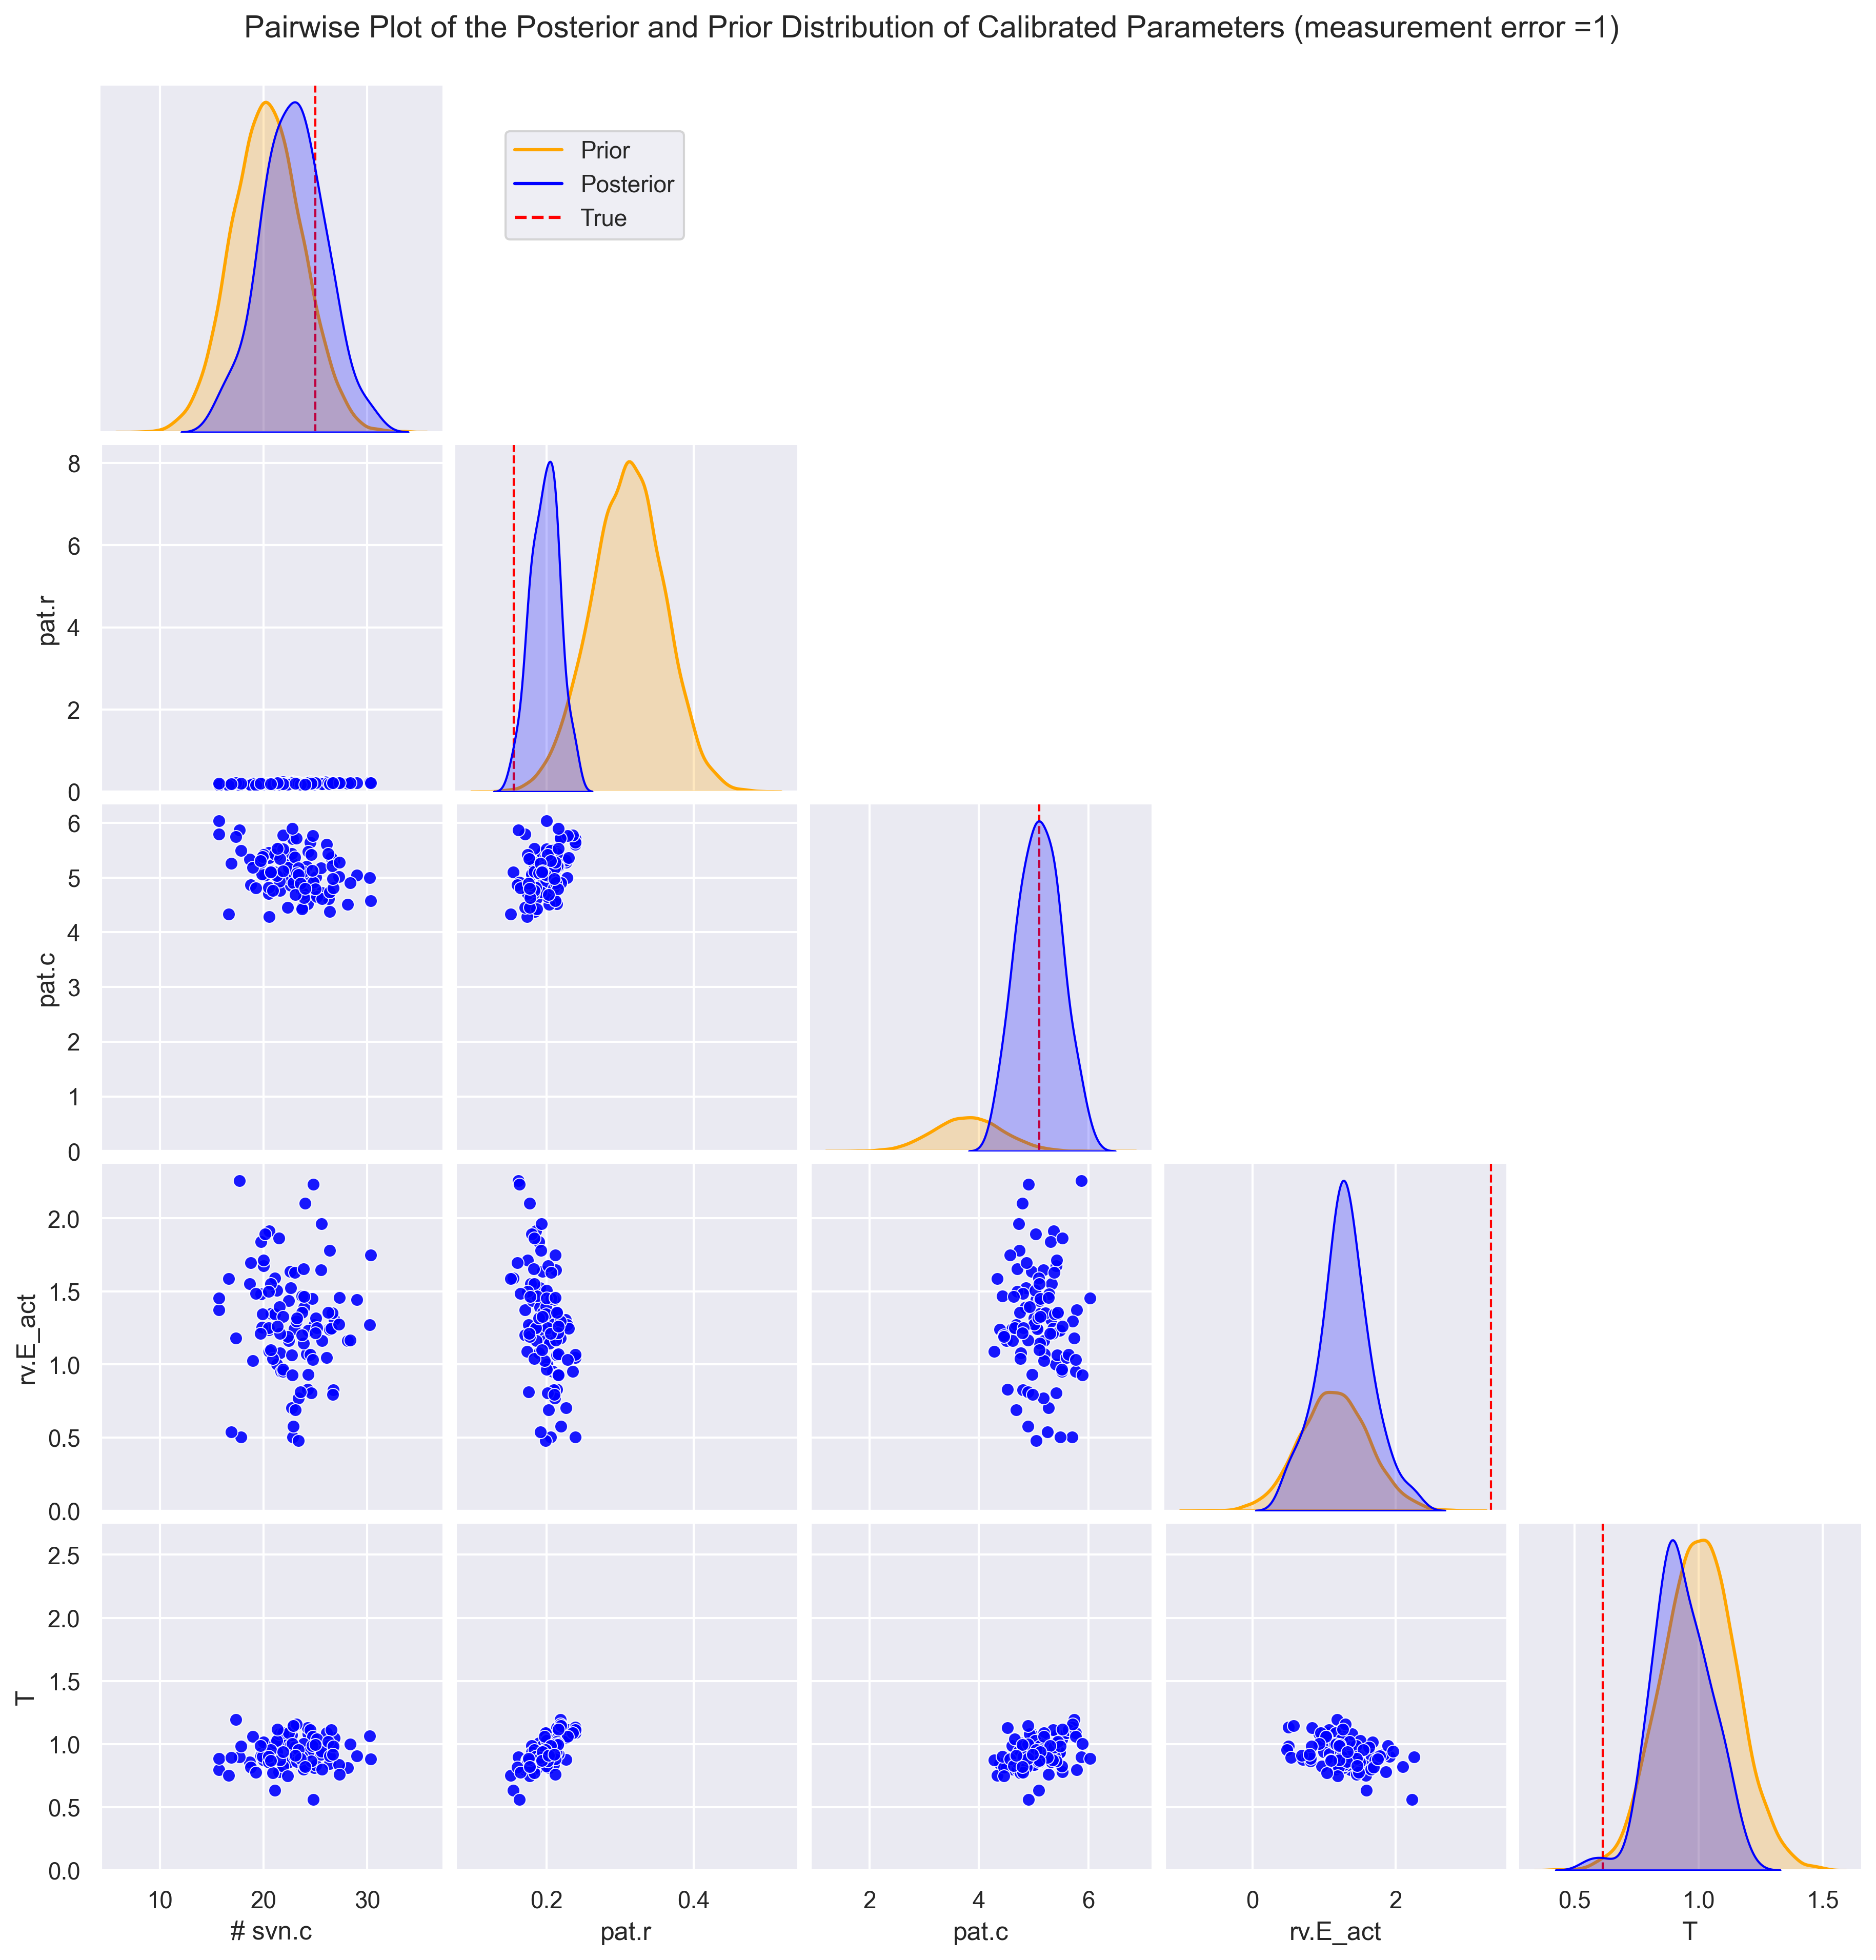 Pairwise Plot of the Posterior and Prior Distribution of Calibrated Parameters (measurement error =1)
Prior
Posterior
True
8
6
4
2
0
pat.r
6
5
4
3
2
1
0
pat.c
2.0
1.5
1.0
0.5
0.0
rv.E_act
2.5
2.0
1.5
1.0
0.5
0.0
T
10 20 30
0.2 0.4
2 4 6
0 2
0.5 1.0 1.5
# svn.c
pat.r
pat.c
rv.E_act
T